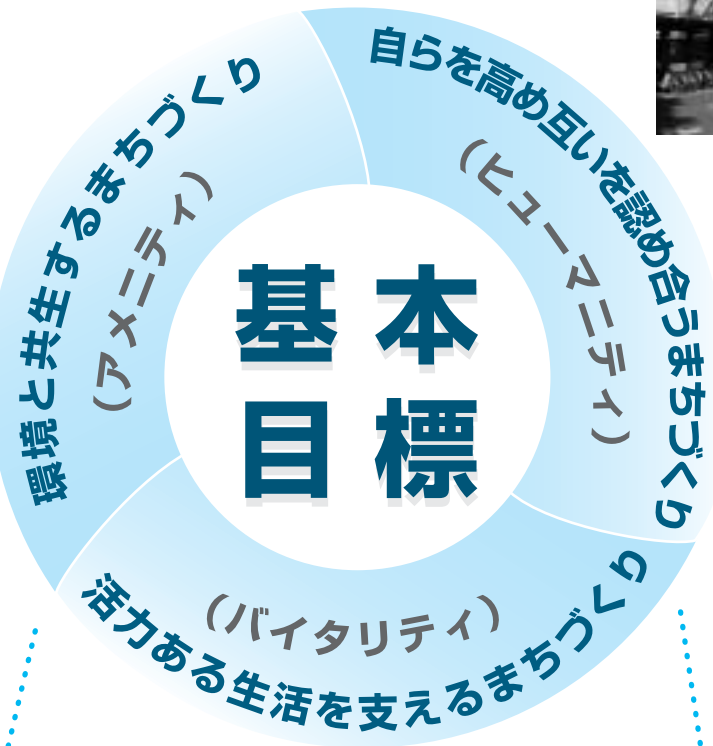 基本
目標
自らを高め互いを認め合うまちづくり
(ヒューマニティ)
活力ある生活を支えるまちづくり
(バイタリティ)
環境と共生するまちづくり
(アメニティ)